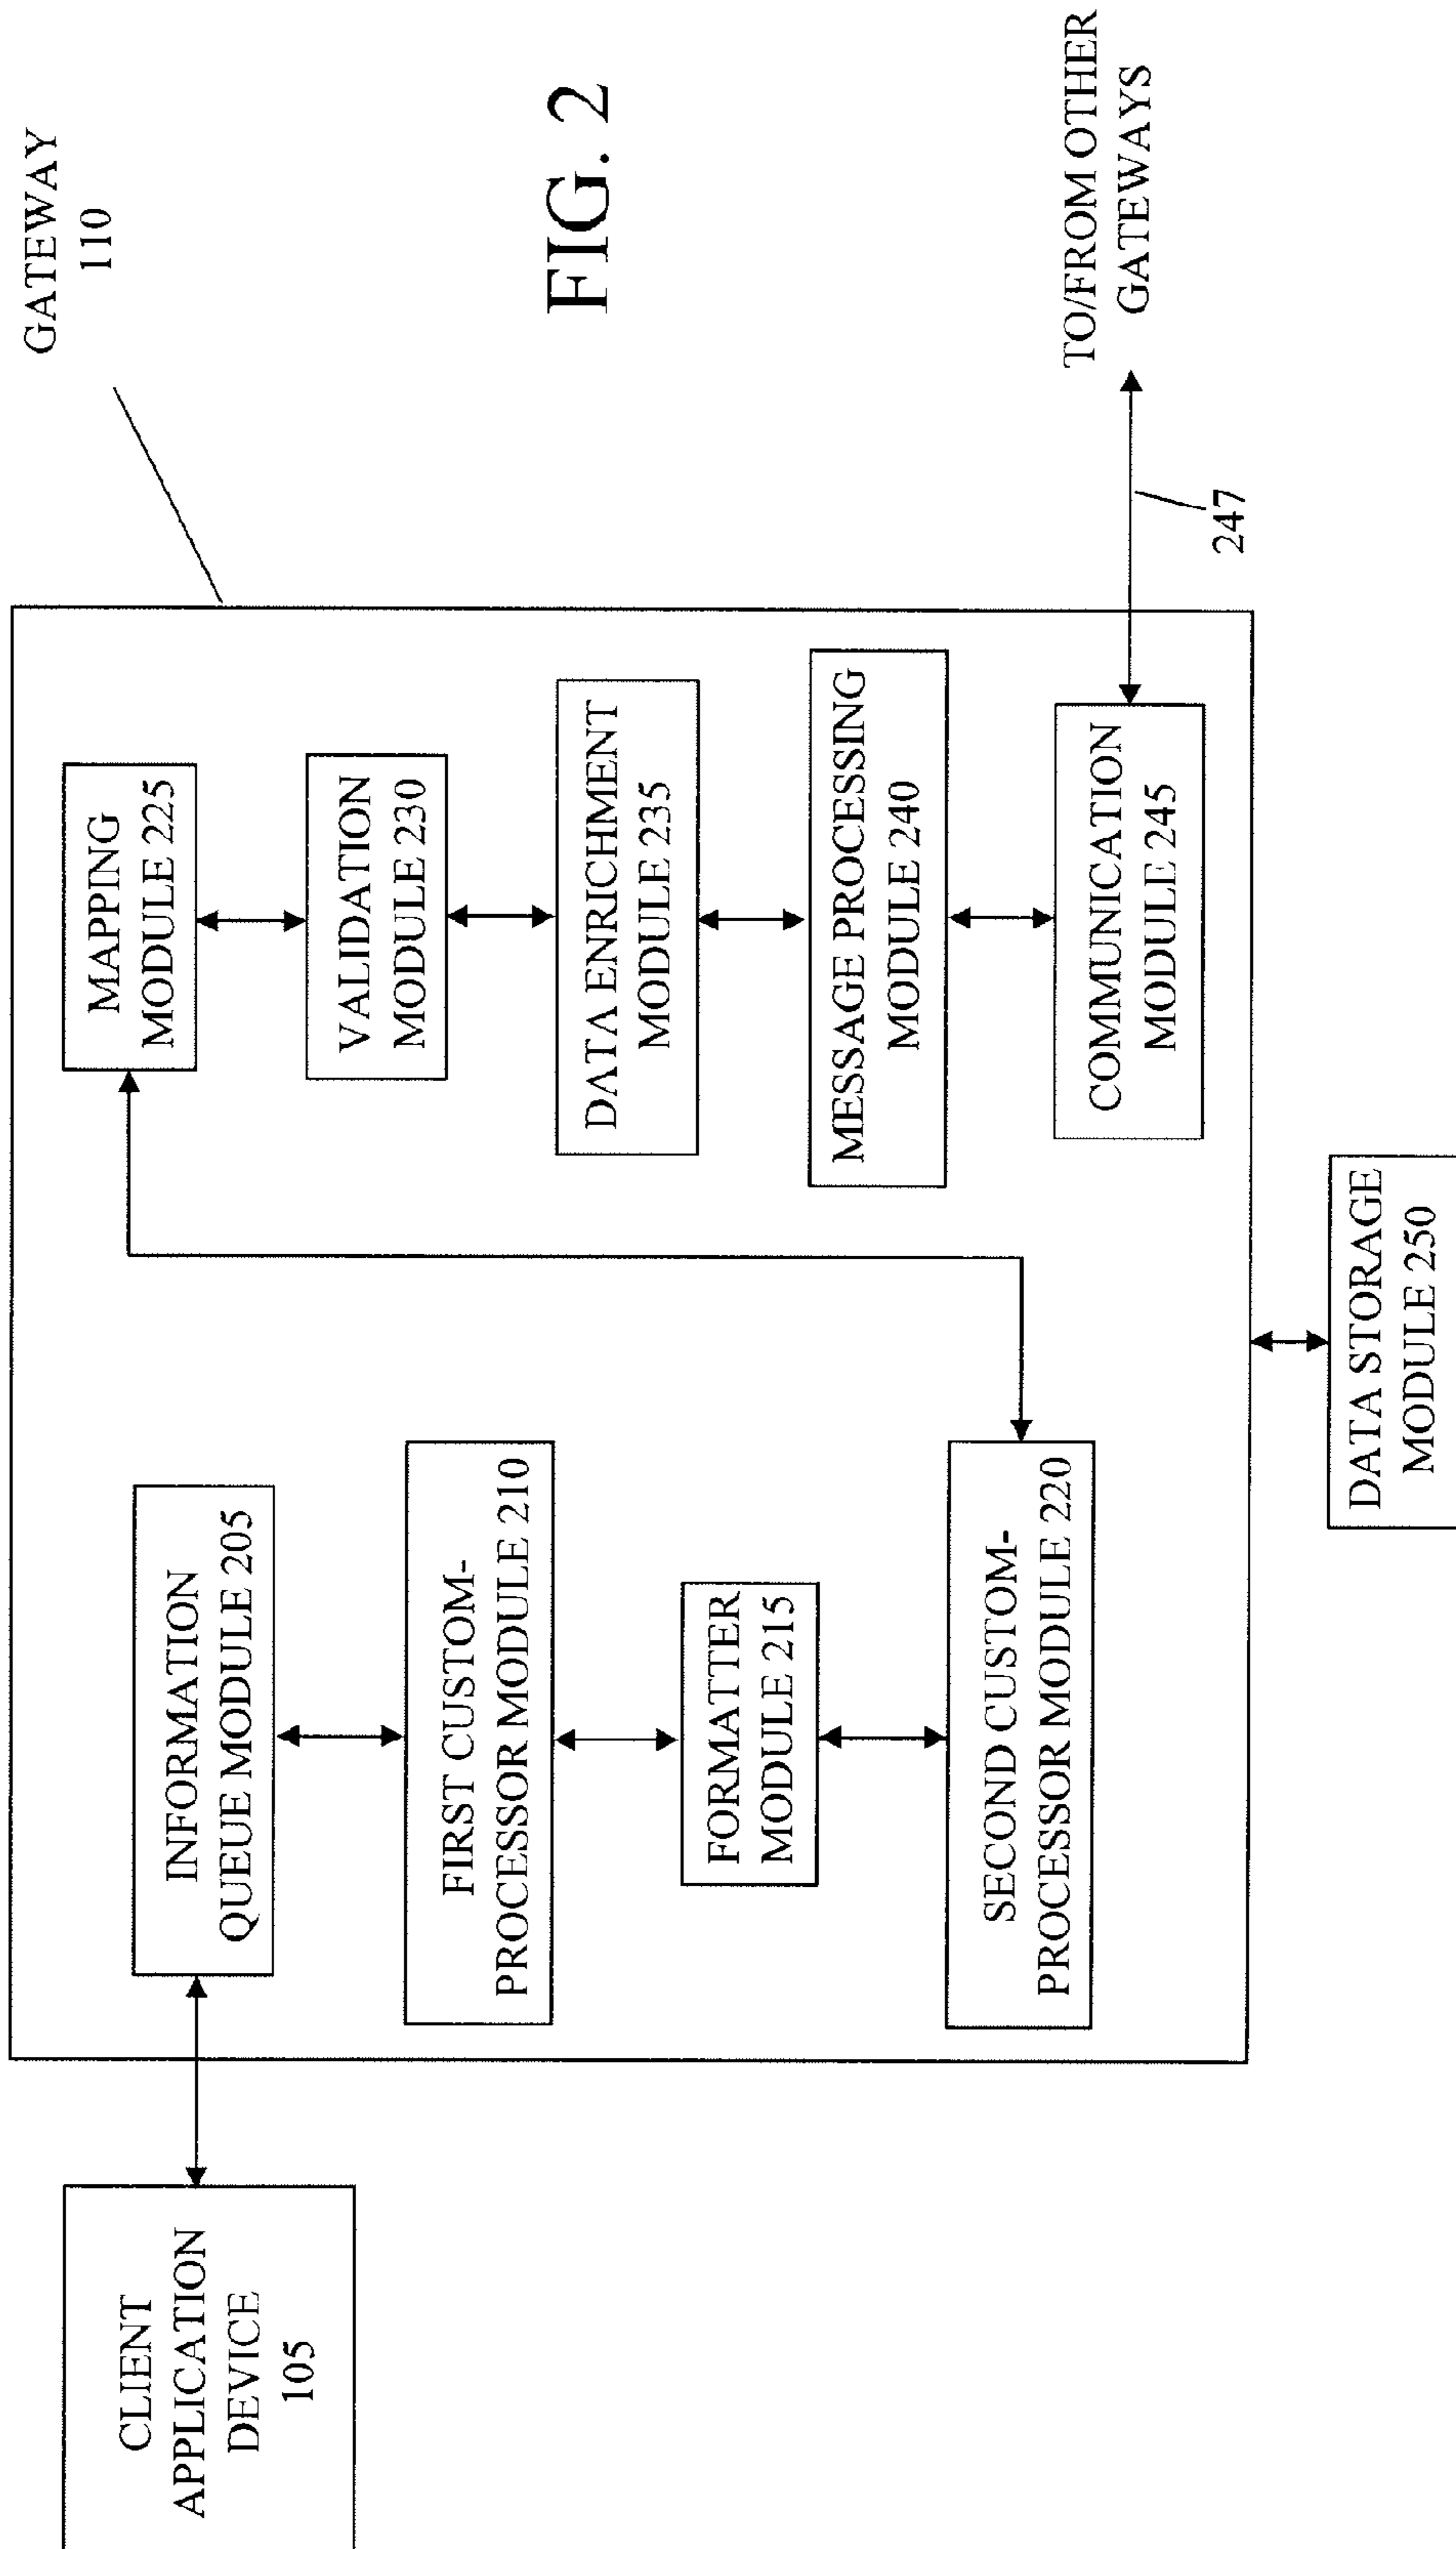 GATEWAY
110
CLIENT
APPLICATION
DEVICE
105
INFORMATION
QUEUE MODULE 205
FIRST CUSTOM-
PROCESSOR MODULE 210
FORMATTER
MODULE 215
SECOND CUSTOM-
PROCESSOR MODULE 220
MAPPING
MODULE 225
VALIDATION
MODULE 230
DATA ENRICHMENT
MODULE 235
MESSAGE PROCESSING
MODULE 240
COMMUNICATION
MODULE 245
247
TO/FROM OTHER
GATEWAYS
DATA STORAGE
MODULE 250
FIG. 2